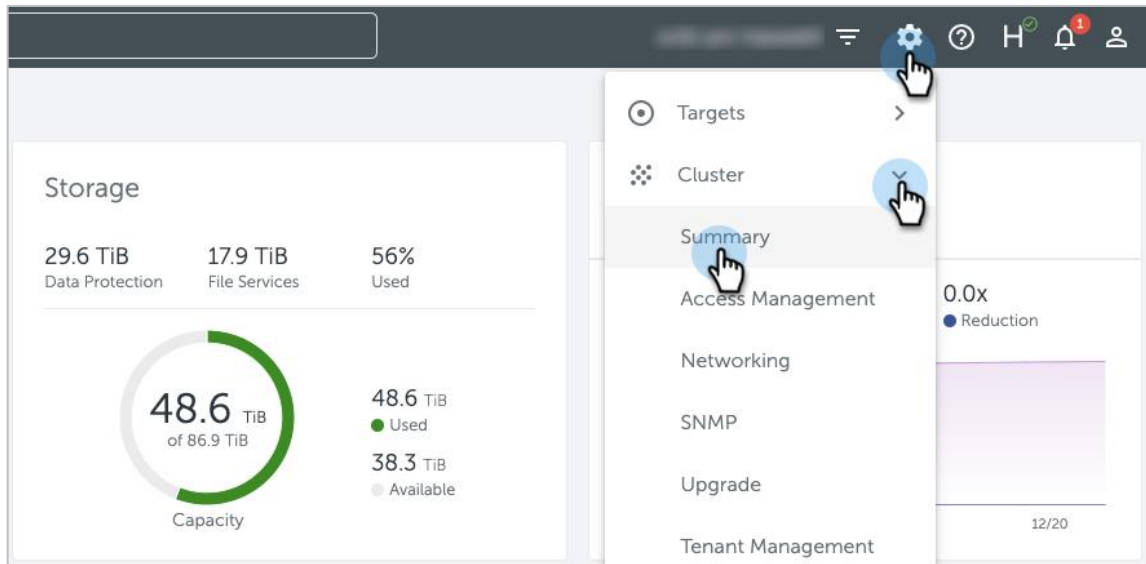 H
1
Targets
Cluster
Summary
Access Management
Networking
SNMP
Upgrade
Tenant Management
Storage
29.6 TiB
Data Protection
17.9 TiB
File Services
56%
Used
48.6 TiB
of 86.9 TiB
Capacity
48.6 TiB
Used
38.3 TiB
Available
0.0x
Reduction
12/20